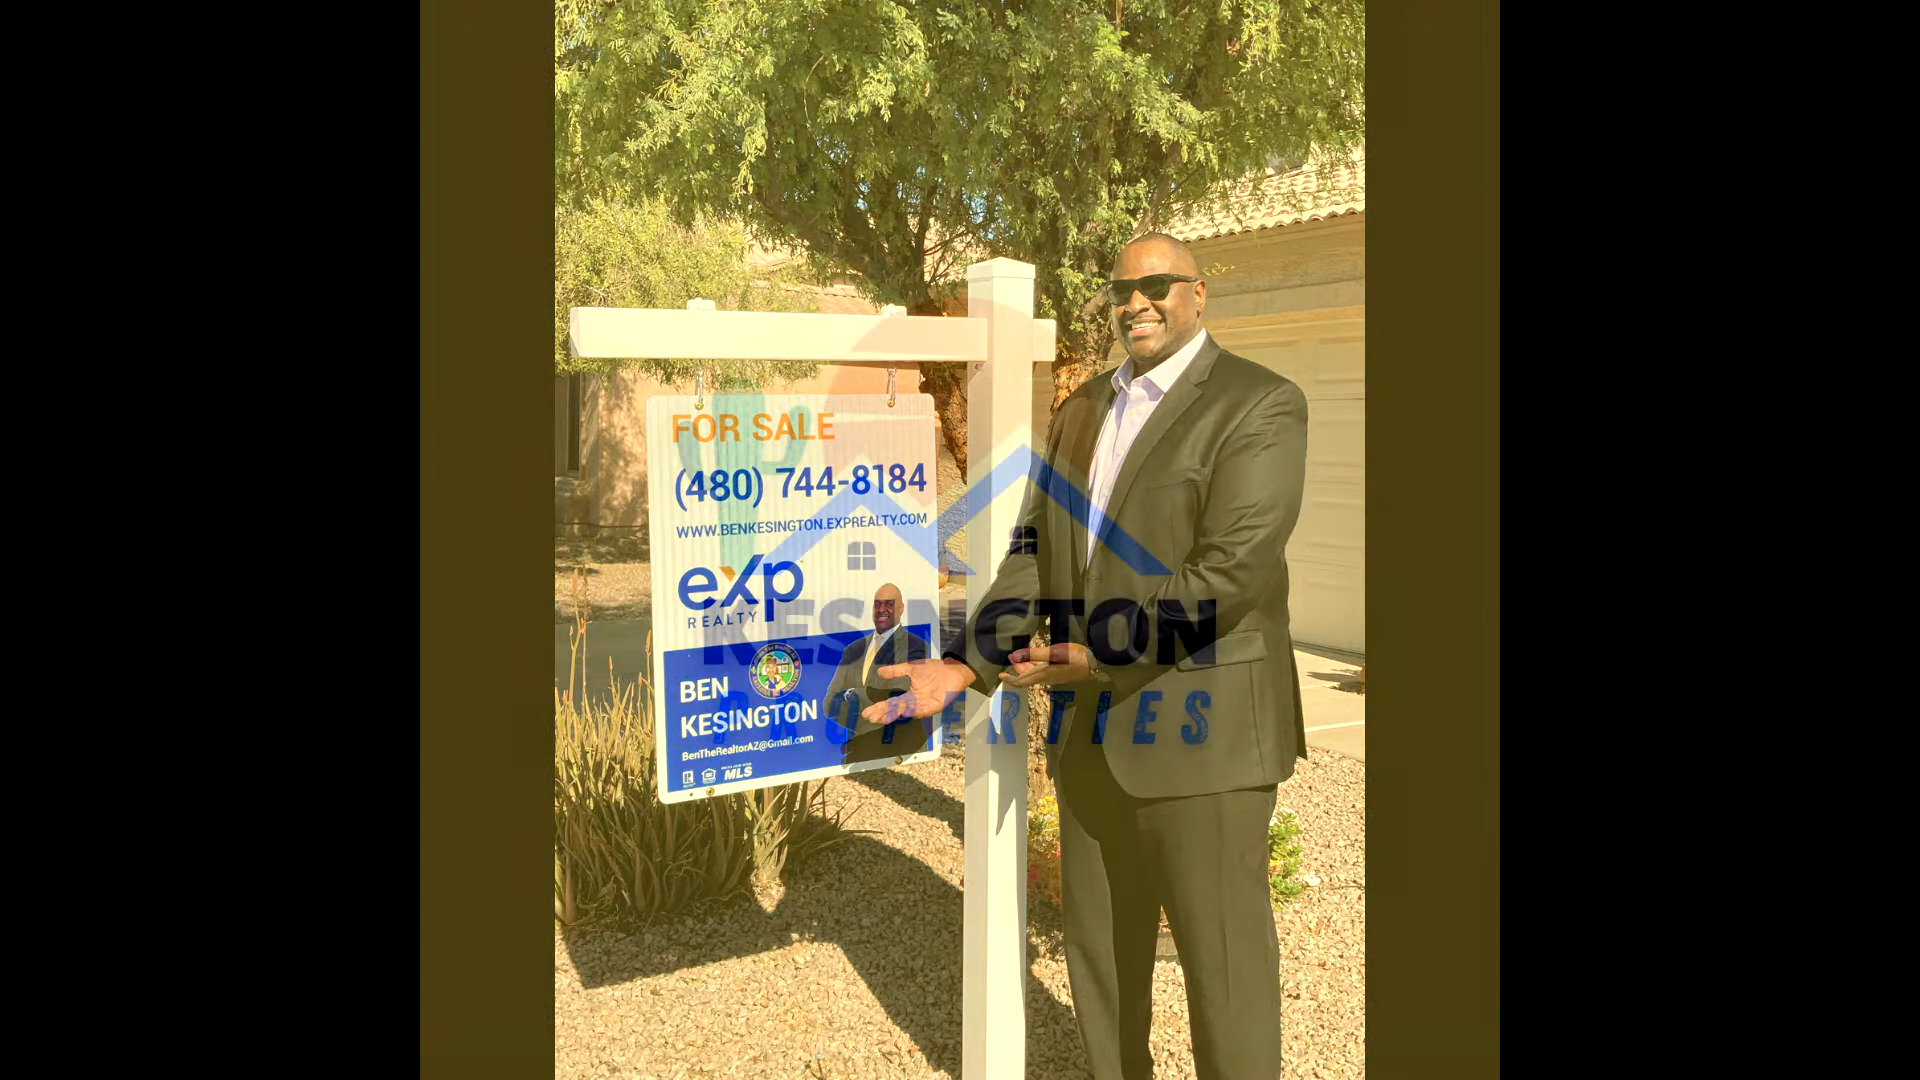 FOR SALE
(480) 744-8184
WWW.BENKESINGTON.EXPREALTY.COM
exp
REALTY
KESINGTON
PROPERTIES
BEN
KESINGTON
BenTheRealtorAZ@Gmail.com
MLS